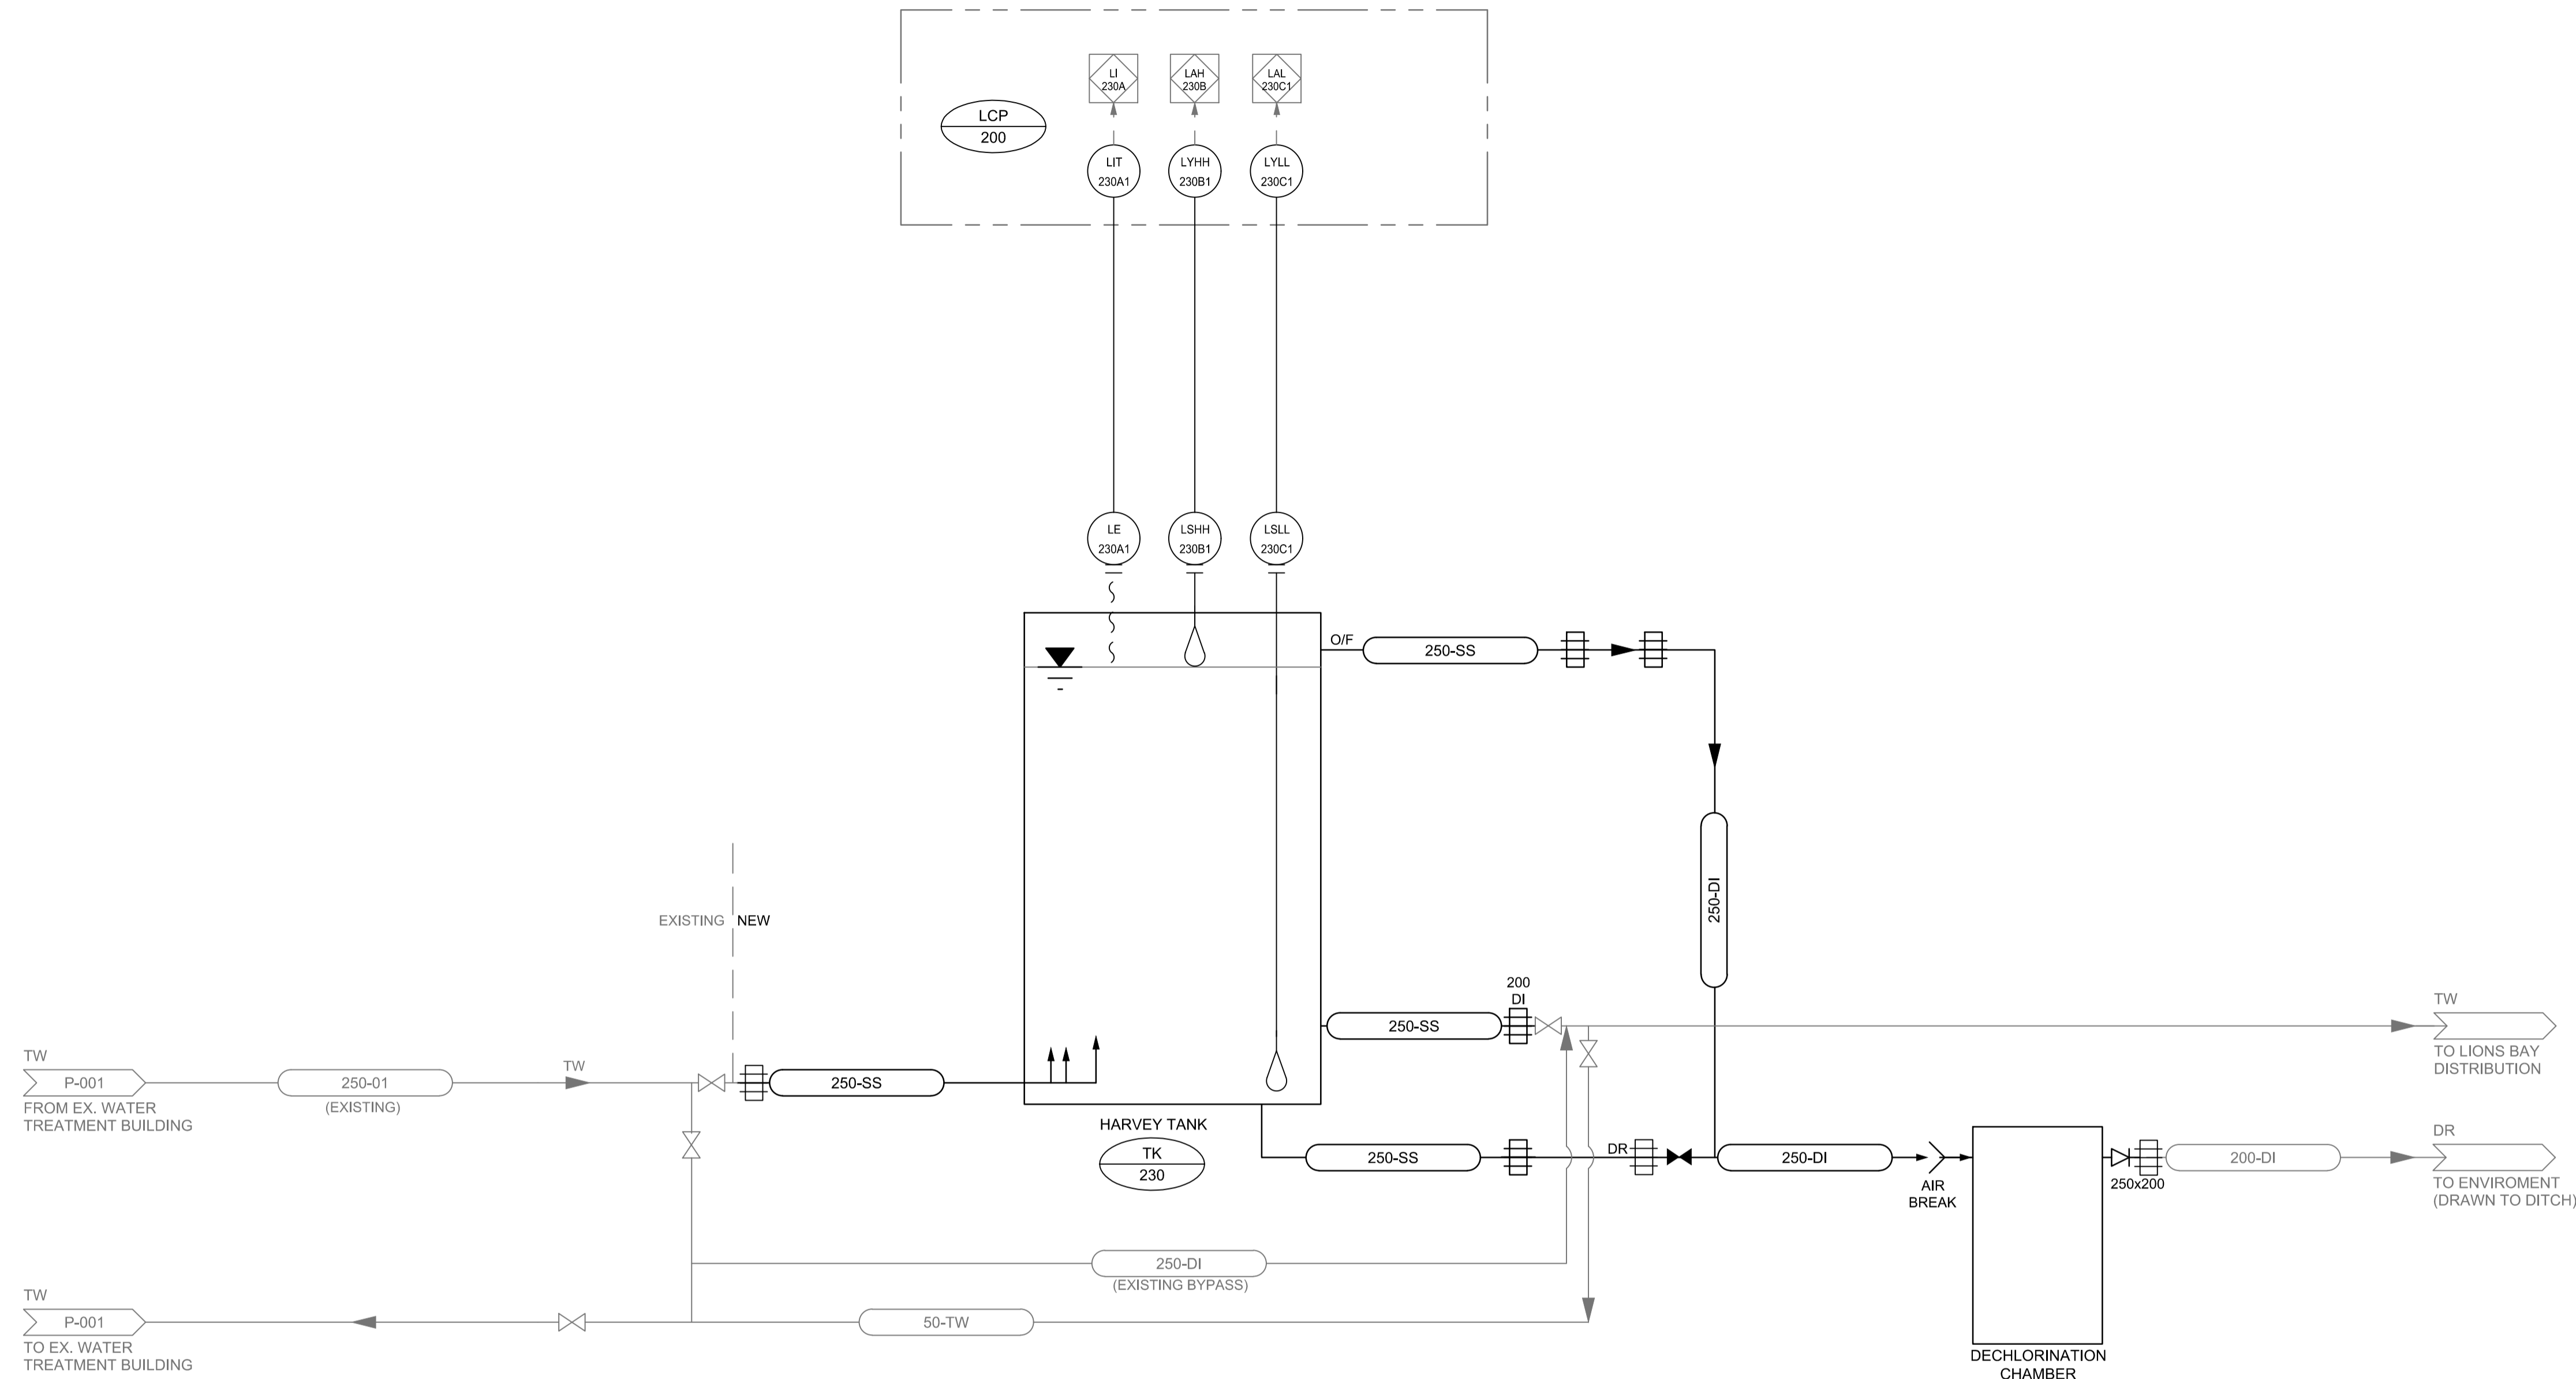 LI
230A
LAH
230B
LAL
230C1
LCP
200
LIT
230A1
LYHH
230B1
LYLL
230C1
LE
230A1
LSHH
230B1
LSLL
230C1
O/F
250-SS
250-DI
EXISTING
NEW
200
DI
250-SS
TW
TO LIONS BAY
DISTRIBUTION
TW
P-001
FROM EX. WATER
TREATMENT BUILDING
250-01
(EXISTING)
TW
250-SS
HARVEY TANK
TK
230
250-SS
DR
250-DI
AIR
BREAK
250x200
200-DI
DR
TO ENVIROMENT
(DRAWN TO DITCH)
250-DI
(EXISTING BYPASS)
TW
P-001
TO EX. WATER
TREATMENT BUILDING
50-TW
DECHLORINATION
CHAMBER